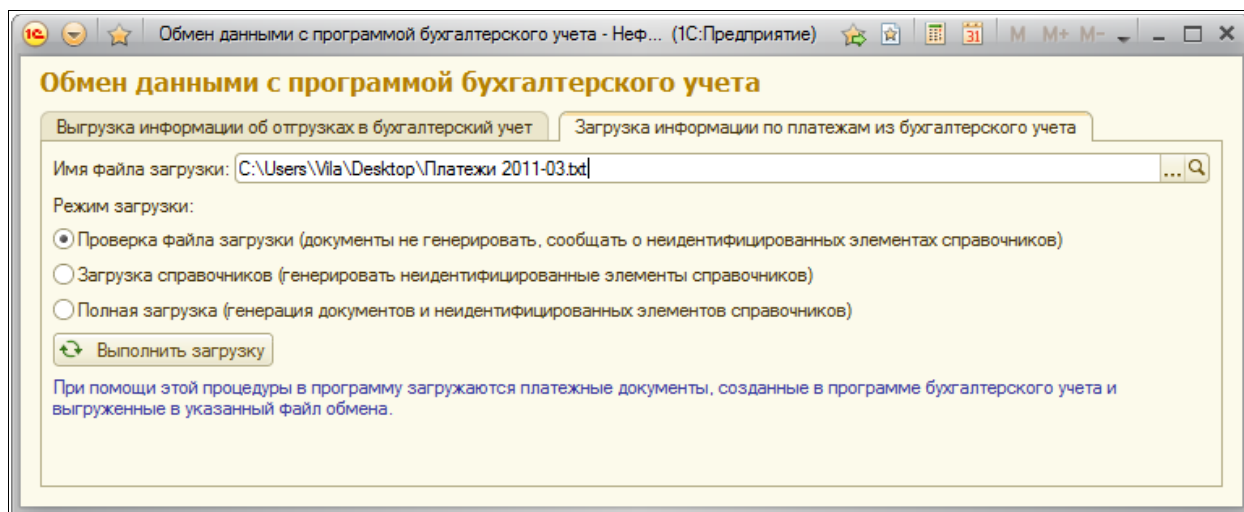 1С Обмен данными с программой бухгалтерского учета - Неф... (1С:Предприятие) 31 M M+ M-
Обмен данными с программой бухгалтерского учета
Выгрузка информации об отгрузках в бухгалтерский учет Загрузка информации по платежам из бухгалтерского учета
Имя файла загрузки: C:\Users\Vila\Desktop\Платежи 2011-03.txt ...
Режим загрузки:
Проверка файла загрузки (документы не генерировать, сообщать о неидентифицированных элементах справочников)
Загрузка справочников (генерировать неидентифицированные элементы справочников)
Полная загрузка (генерация документов и неидентифицированных элементов справочников)
Выполнить загрузку
При помощи этой процедуры в программу загружаются платежные документы, созданные в программе бухгалтерского учета и
выгруженные в указанный файл обмена.